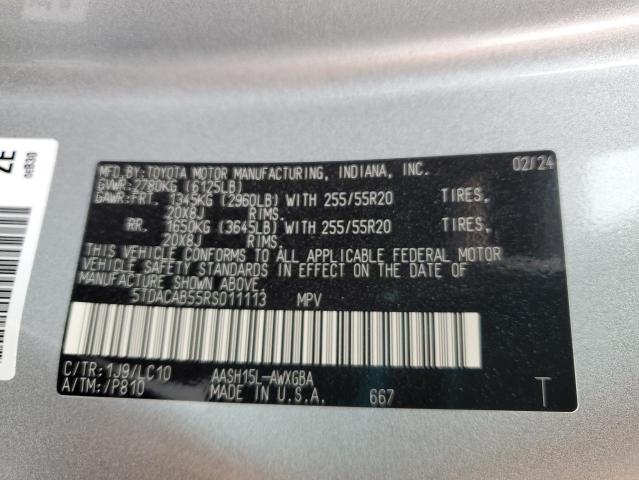 MFD.BY:TOYOTA MOTOR MANUFACTURING, INDIANA, INC. 02/24
GVWR:2780KG (6125LB)
GAWR:FRT. 1345KG (2960LB) WITH 255/55R20 TIRES,
20X8J RIMS.
RR. 1650KG (3645LB) WITH 255/55R20 TIRES,
20X8J RIMS.
THIS VEHICLE CONFORMS TO ALL APPLICABLE FEDERAL MOTOR
VEHICLE SAFETY STANDARDS IN EFFECT ON THE DATE OF
MANUFACTURE SHOWN ABOVE.
5TDACAB55RS011113 MPV
C/TR:1J9/LC10 AASH15L-AWXGBA
A/TM:/P810 MADE IN U.S.A. 667 T
ZE
0EB30